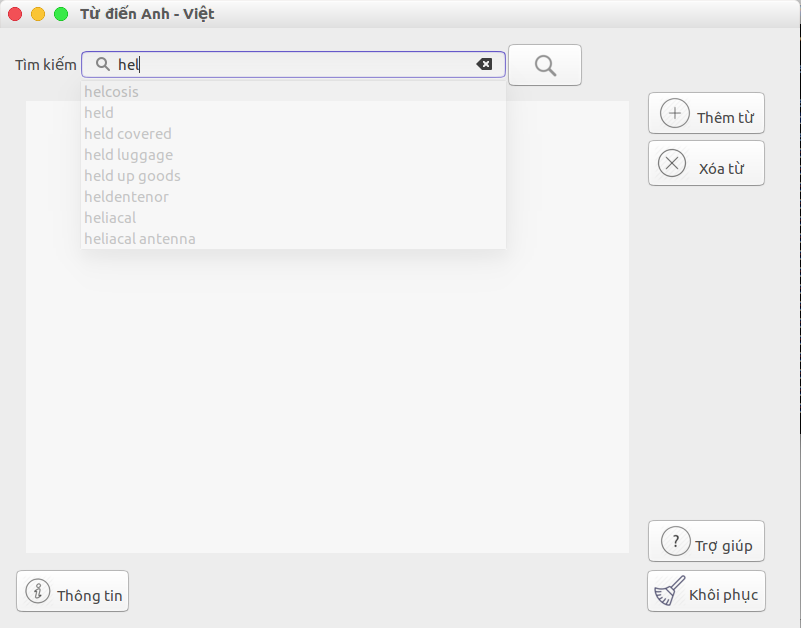 Từ điển Anh - Việt
Tìm kiếm
hel
helcosis
held
held covered
held luggage
held up goods
heldentenor
heliacal
heliacal antenna
Thêm từ
Xóa từ
Trợ giúp
Thông tin
Khôi phục